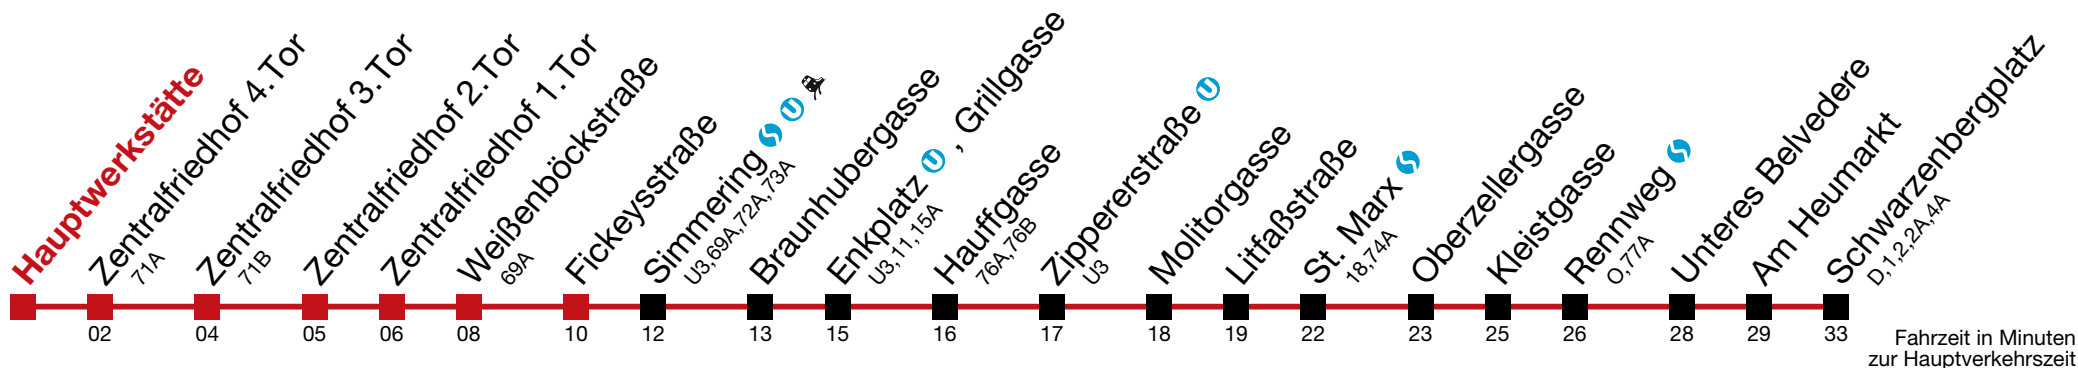 Hauptwerkstätte
Zentralfriedhof 4.Tor
71A
Zentralfriedhof 3.Tor
71B
Zentralfriedhof 2.Tor
Zentralfriedhof 1.Tor
Weißenböckstraße
69A
Fickeysstraße
Simmering
U3,69A,72A,73A
Braunhubergasse
Enkplatz U, Grillgasse
U3,11,15A
Hauffgasse
76A,76B
Zippererstraße U
U3
Molitorgasse
Litfaßstraße
St. Marx
18,74A
Oberzellergasse
Kleistgasse
Rennweg
O,77A
Unteres Belvedere
Am Heumarkt
Schwarzenbergplatz
D,1,2,2A,4A
02 04 05 06 08 10 12 13 15 16 17 18 19 22 23 25 26 28 29 33
Fahrzeit in Minuten
zur Hauptverkehrszeit